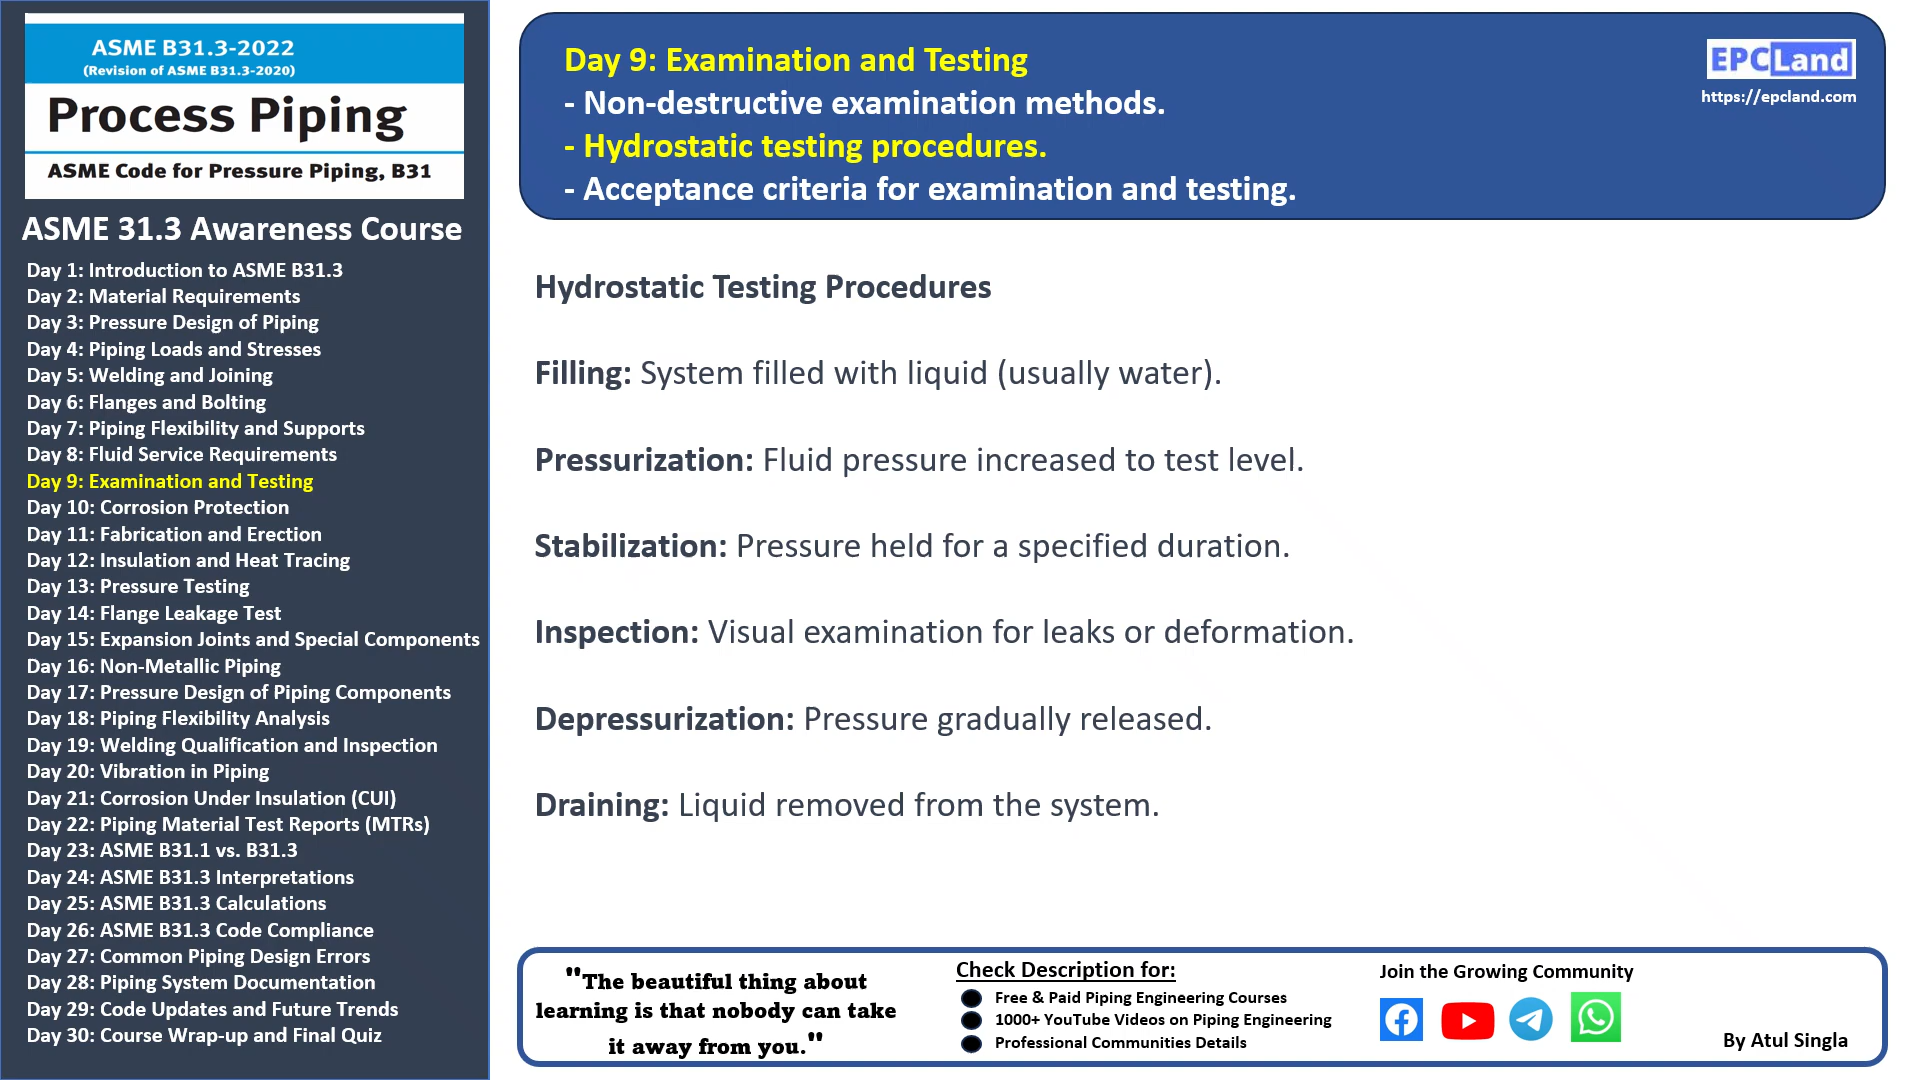 ASME B31.3-2022
(Revision of ASME B31.3-2020)
Process Piping
ASME Code for Pressure Piping, B31
ASME 31.3 Awareness Course
Day 1: Introduction to ASME B31.3
Day 2: Material Requirements
Day 3: Pressure Design of Piping
Day 4: Piping Loads and Stresses
Day 5: Welding and Joining
Day 6: Flanges and Bolting
Day 7: Piping Flexibility and Supports
Day 8: Fluid Service Requirements
Day 9: Examination and Testing
Day 10: Corrosion Protection
Day 11: Fabrication and Erection
Day 12: Insulation and Heat Tracing
Day 13: Pressure Testing
Day 14: Flange Leakage Test
Day 15: Expansion Joints and Special Components
Day 16: Non-Metallic Piping
Day 17: Pressure Design of Piping Components
Day 18: Piping Flexibility Analysis
Day 19: Welding Qualification and Inspection
Day 20: Vibration in Piping
Day 21: Corrosion Under Insulation (CUI)
Day 22: Piping Material Test Reports (MTRs)
Day 23: ASME B31.1 vs. B31.3
Day 24: ASME B31.3 Interpretations
Day 25: ASME B31.3 Calculations
Day 26: ASME B31.3 Code Compliance
Day 27: Common Piping Design Errors
Day 28: Piping System Documentation
Day 29: Code Updates and Future Trends
Day 30: Course Wrap-up and Final Quiz
Day 9: Examination and Testing
- Non-destructive examination methods.
- Hydrostatic testing procedures.
- Acceptance criteria for examination and testing.
EPCLand
https://epcland.com
Hydrostatic Testing Procedures
Filling: System filled with liquid (usually water).
Pressurization: Fluid pressure increased to test level.
Stabilization: Pressure held for a specified duration.
Inspection: Visual examination for leaks or deformation.
Depressurization: Pressure gradually released.
Draining: Liquid removed from the system.
"The beautiful thing about
learning is that nobody can take
it away from you."
Check Description for:
Free & Paid Piping Engineering Courses
1000+ YouTube Videos on Piping Engineering
Professional Communities Details
Join the Growing Community
By Atul Singla